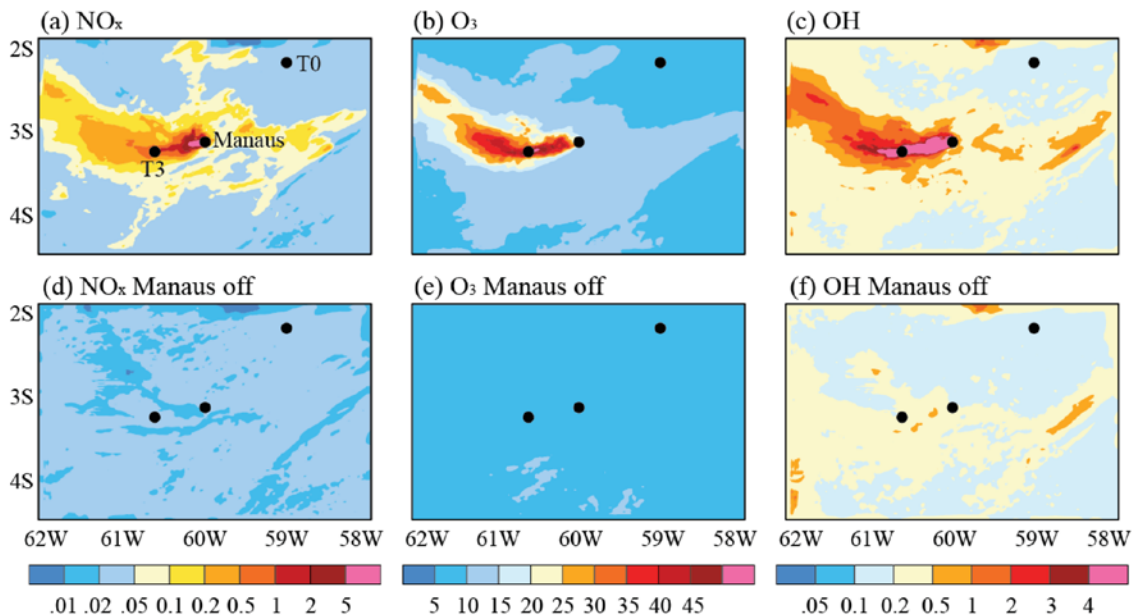 (a) NOx (b) O3 (c) OH
2S
T0
3S
Manaus
T3
4S
(d) NOx Manaus off (e) O3 Manaus off (f) OH Manaus off
2S
3S
4S
62W 61W 60W 59W 58W 62W 61W 60W 59W 58W 62W 61W 60W 59W 58W
.01 .02 .05 0.1 0.2 0.5 1 2 5 5 10 15 20 25 30 35 40 45 .05 0.1 0.2 0.5 1 2 3 4